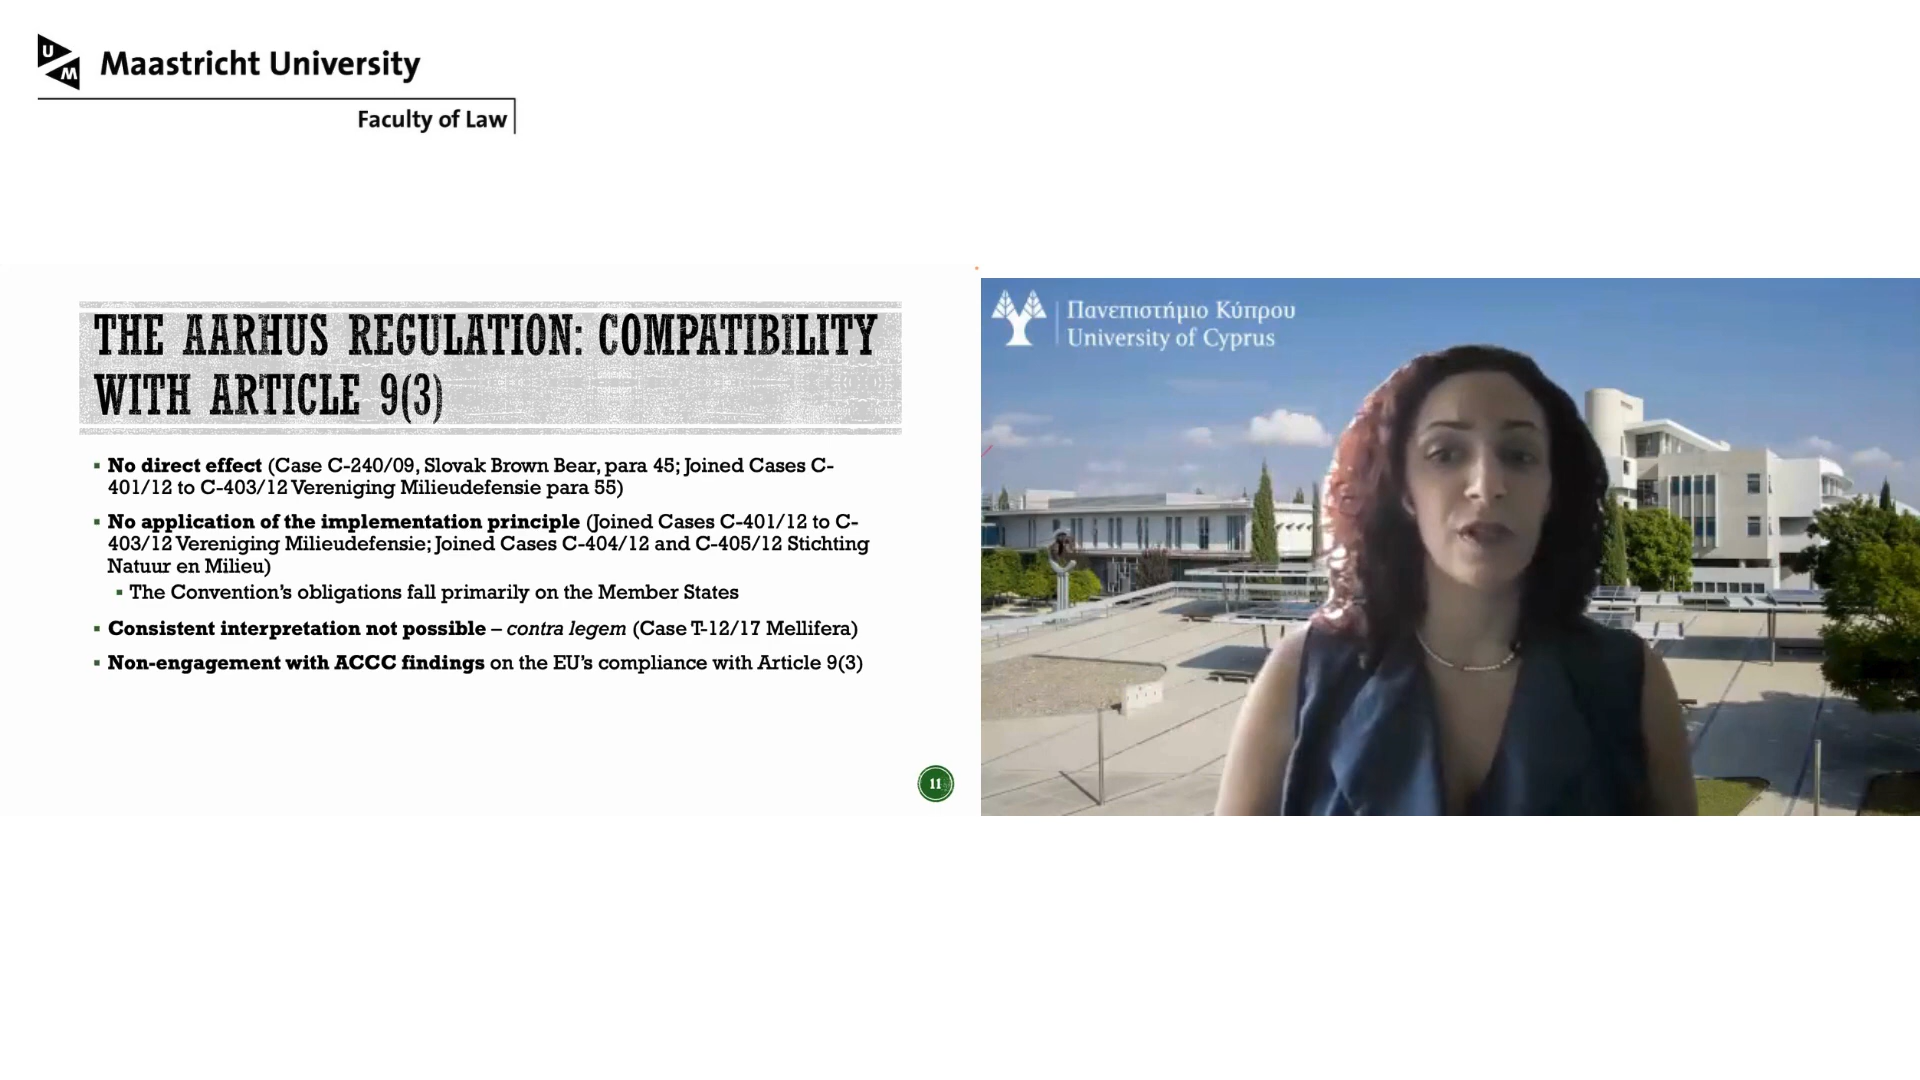 U
M
Maastricht University
Faculty of Law
THE AARHUS REGULATION: COMPATIBILITY
WITH ARTICLE 9(3)
▪ No direct effect (Case C-240/09, Slovak Brown Bear, para 45; Joined Cases C-
401/12 to C-403/12 Vereniging Milieudefensie para 55)
▪ No application of the implementation principle (Joined Cases C-401/12 to C-
403/12 Vereniging Milieudefensie; Joined Cases C-404/12 and C-405/12 Stichting
Natuur en Milieu)
▪ The Convention's obligations fall primarily on the Member States
▪ Consistent interpretation not possible – contra legem (Case T-12/17 Mellifera)
▪ Non-engagement with ACCC findings on the EU's compliance with Article 9(3)
11
Πανεπιστήμιο Κύπρου
University of Cyprus